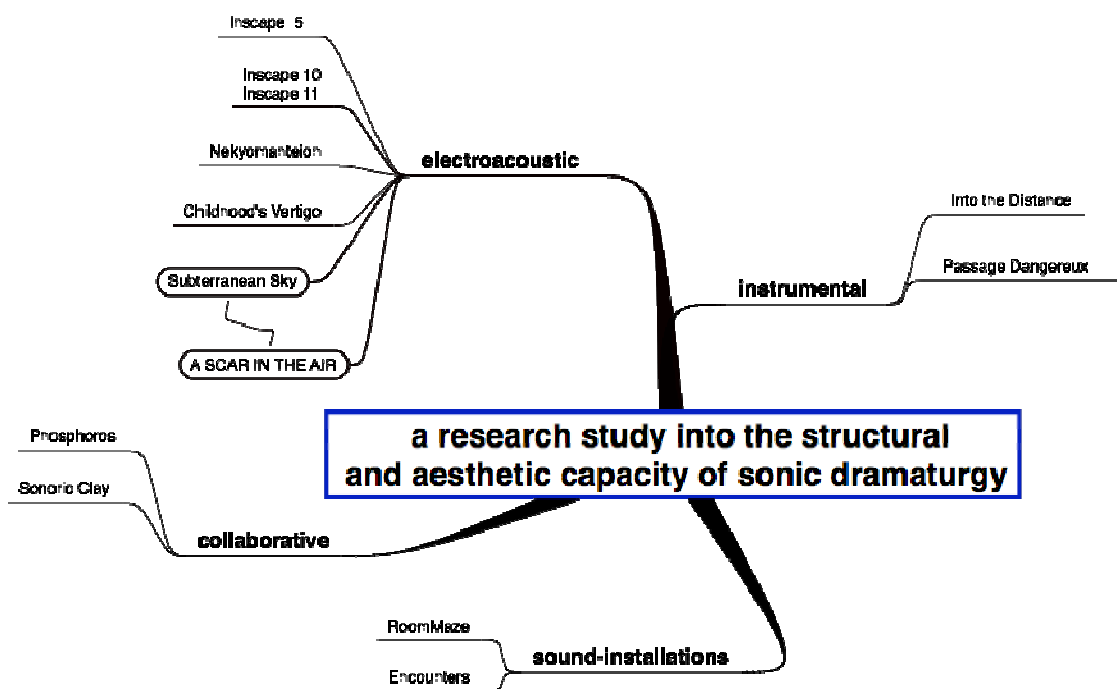 Inscape 5
Inscape 10
Inscape 11
Nekyomanteion
Childhood's Vertigo
Subterranean Sky
A SCAR IN THE AIR
electroacoustic
Into the Distance
Passage Dangereux
instrumental
a research study into the structural
and aesthetic capacity of sonic dramaturgy
Phosphoros
Sonoric Clay
collaborative
RoomMaze
Encounters
sound-installations